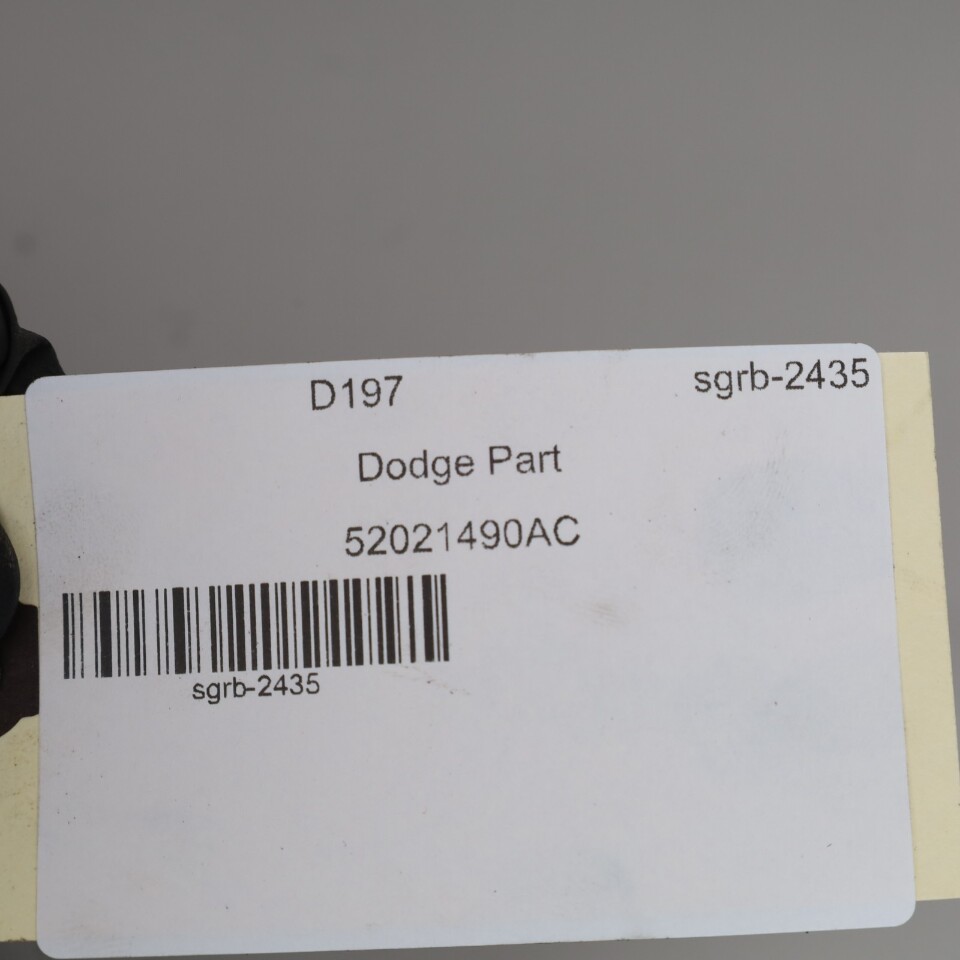 D197 sgrb-2435
Dodge Part
52021490AC
sgrb-2435